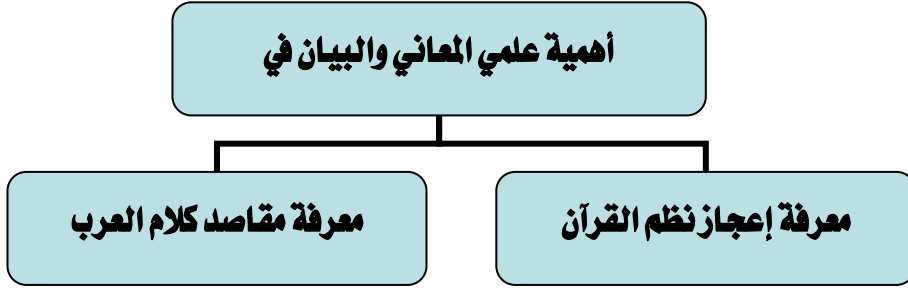 أهمية علمي المعاني والبيان في
معرفة إعجاز نظم القرآن
معرفة مقاصد كلام العرب